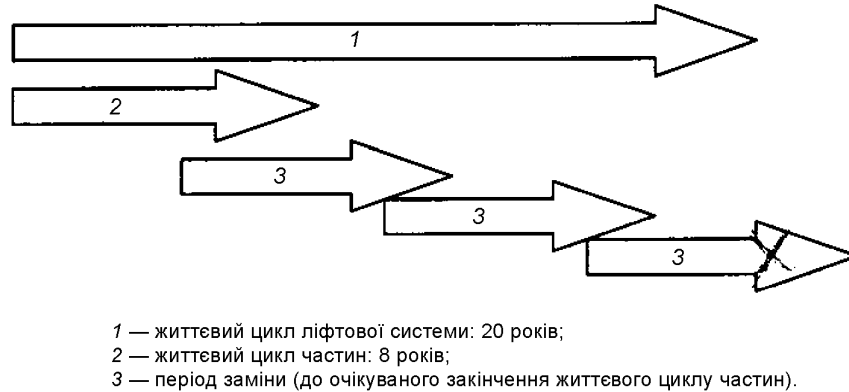 1
2
3
3
3
1 — життєвий цикл ліфтової системи: 20 років;
2 — життєвий цикл частин: 8 років;
3 — період заміни (до очікуваного закінчення життєвого циклу частин).